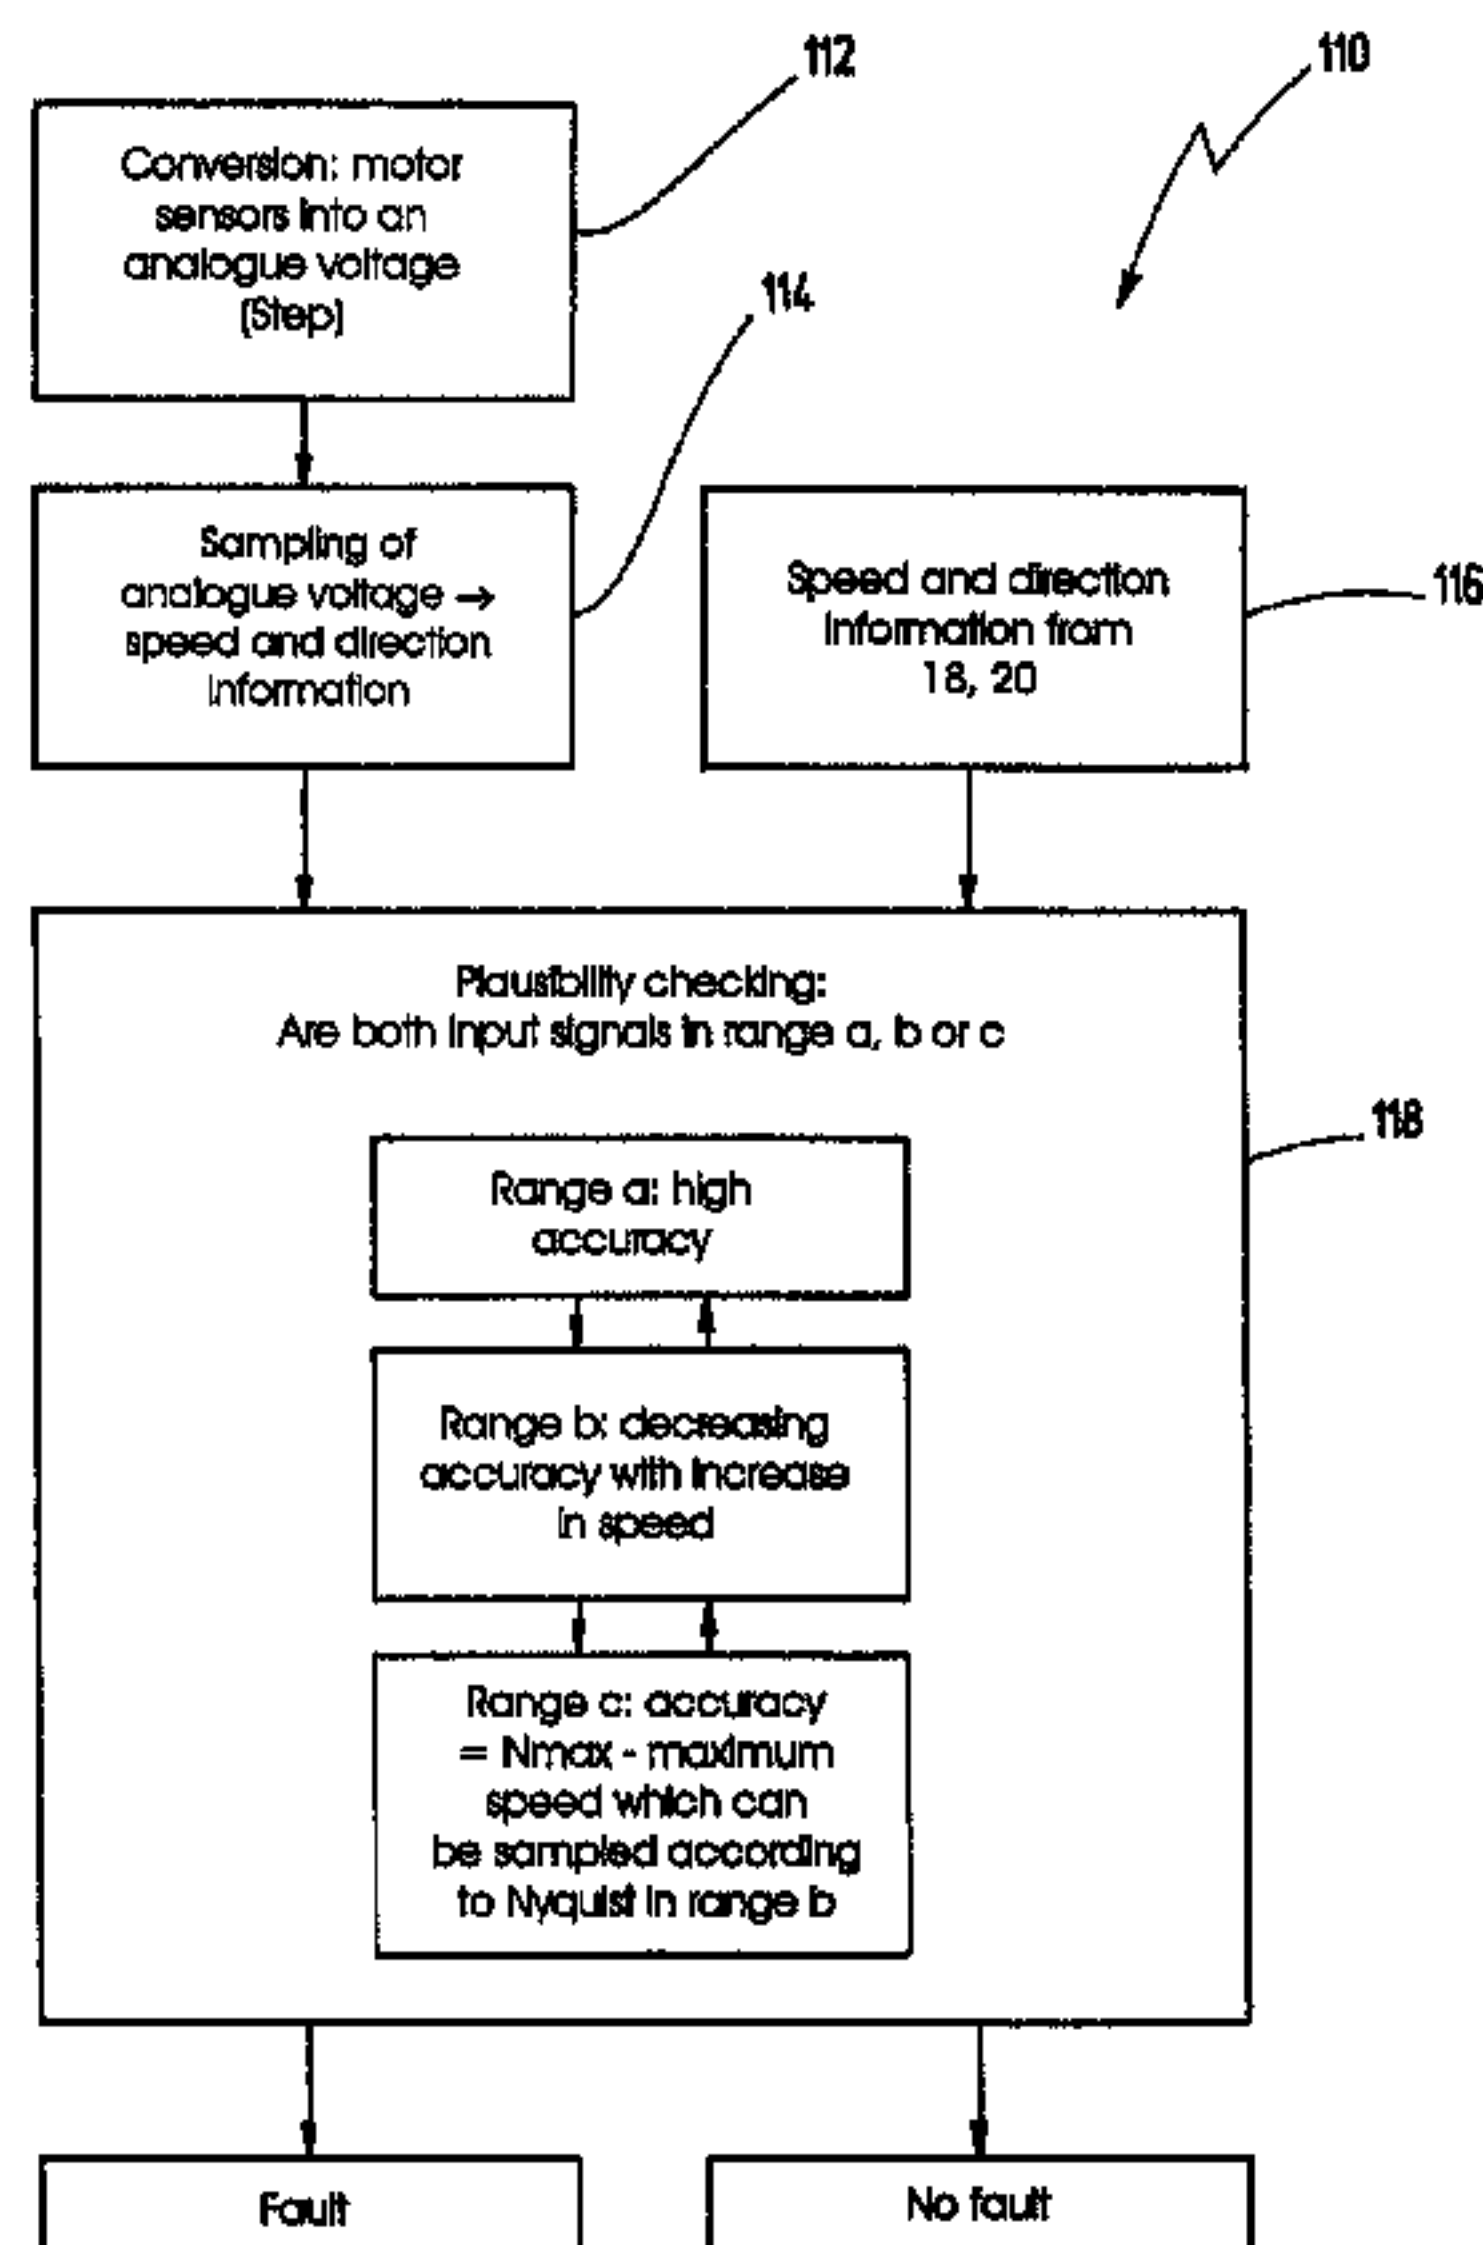 112
110
Conversion: motor
sensors into an
analogue voltage
(Step)
114
Sampling of
analogue voltage →
speed and direction
information
Speed and direction
information from
18, 20
116
Plausibility checking:
Are both input signals in range a, b or c
118
Range a: high
accuracy
Range b: decreasing
accuracy with increase
in speed
Range c: accuracy
= Nmax - maximum
speed which can
be sampled according
to Nyquist in range b
Fault
No fault